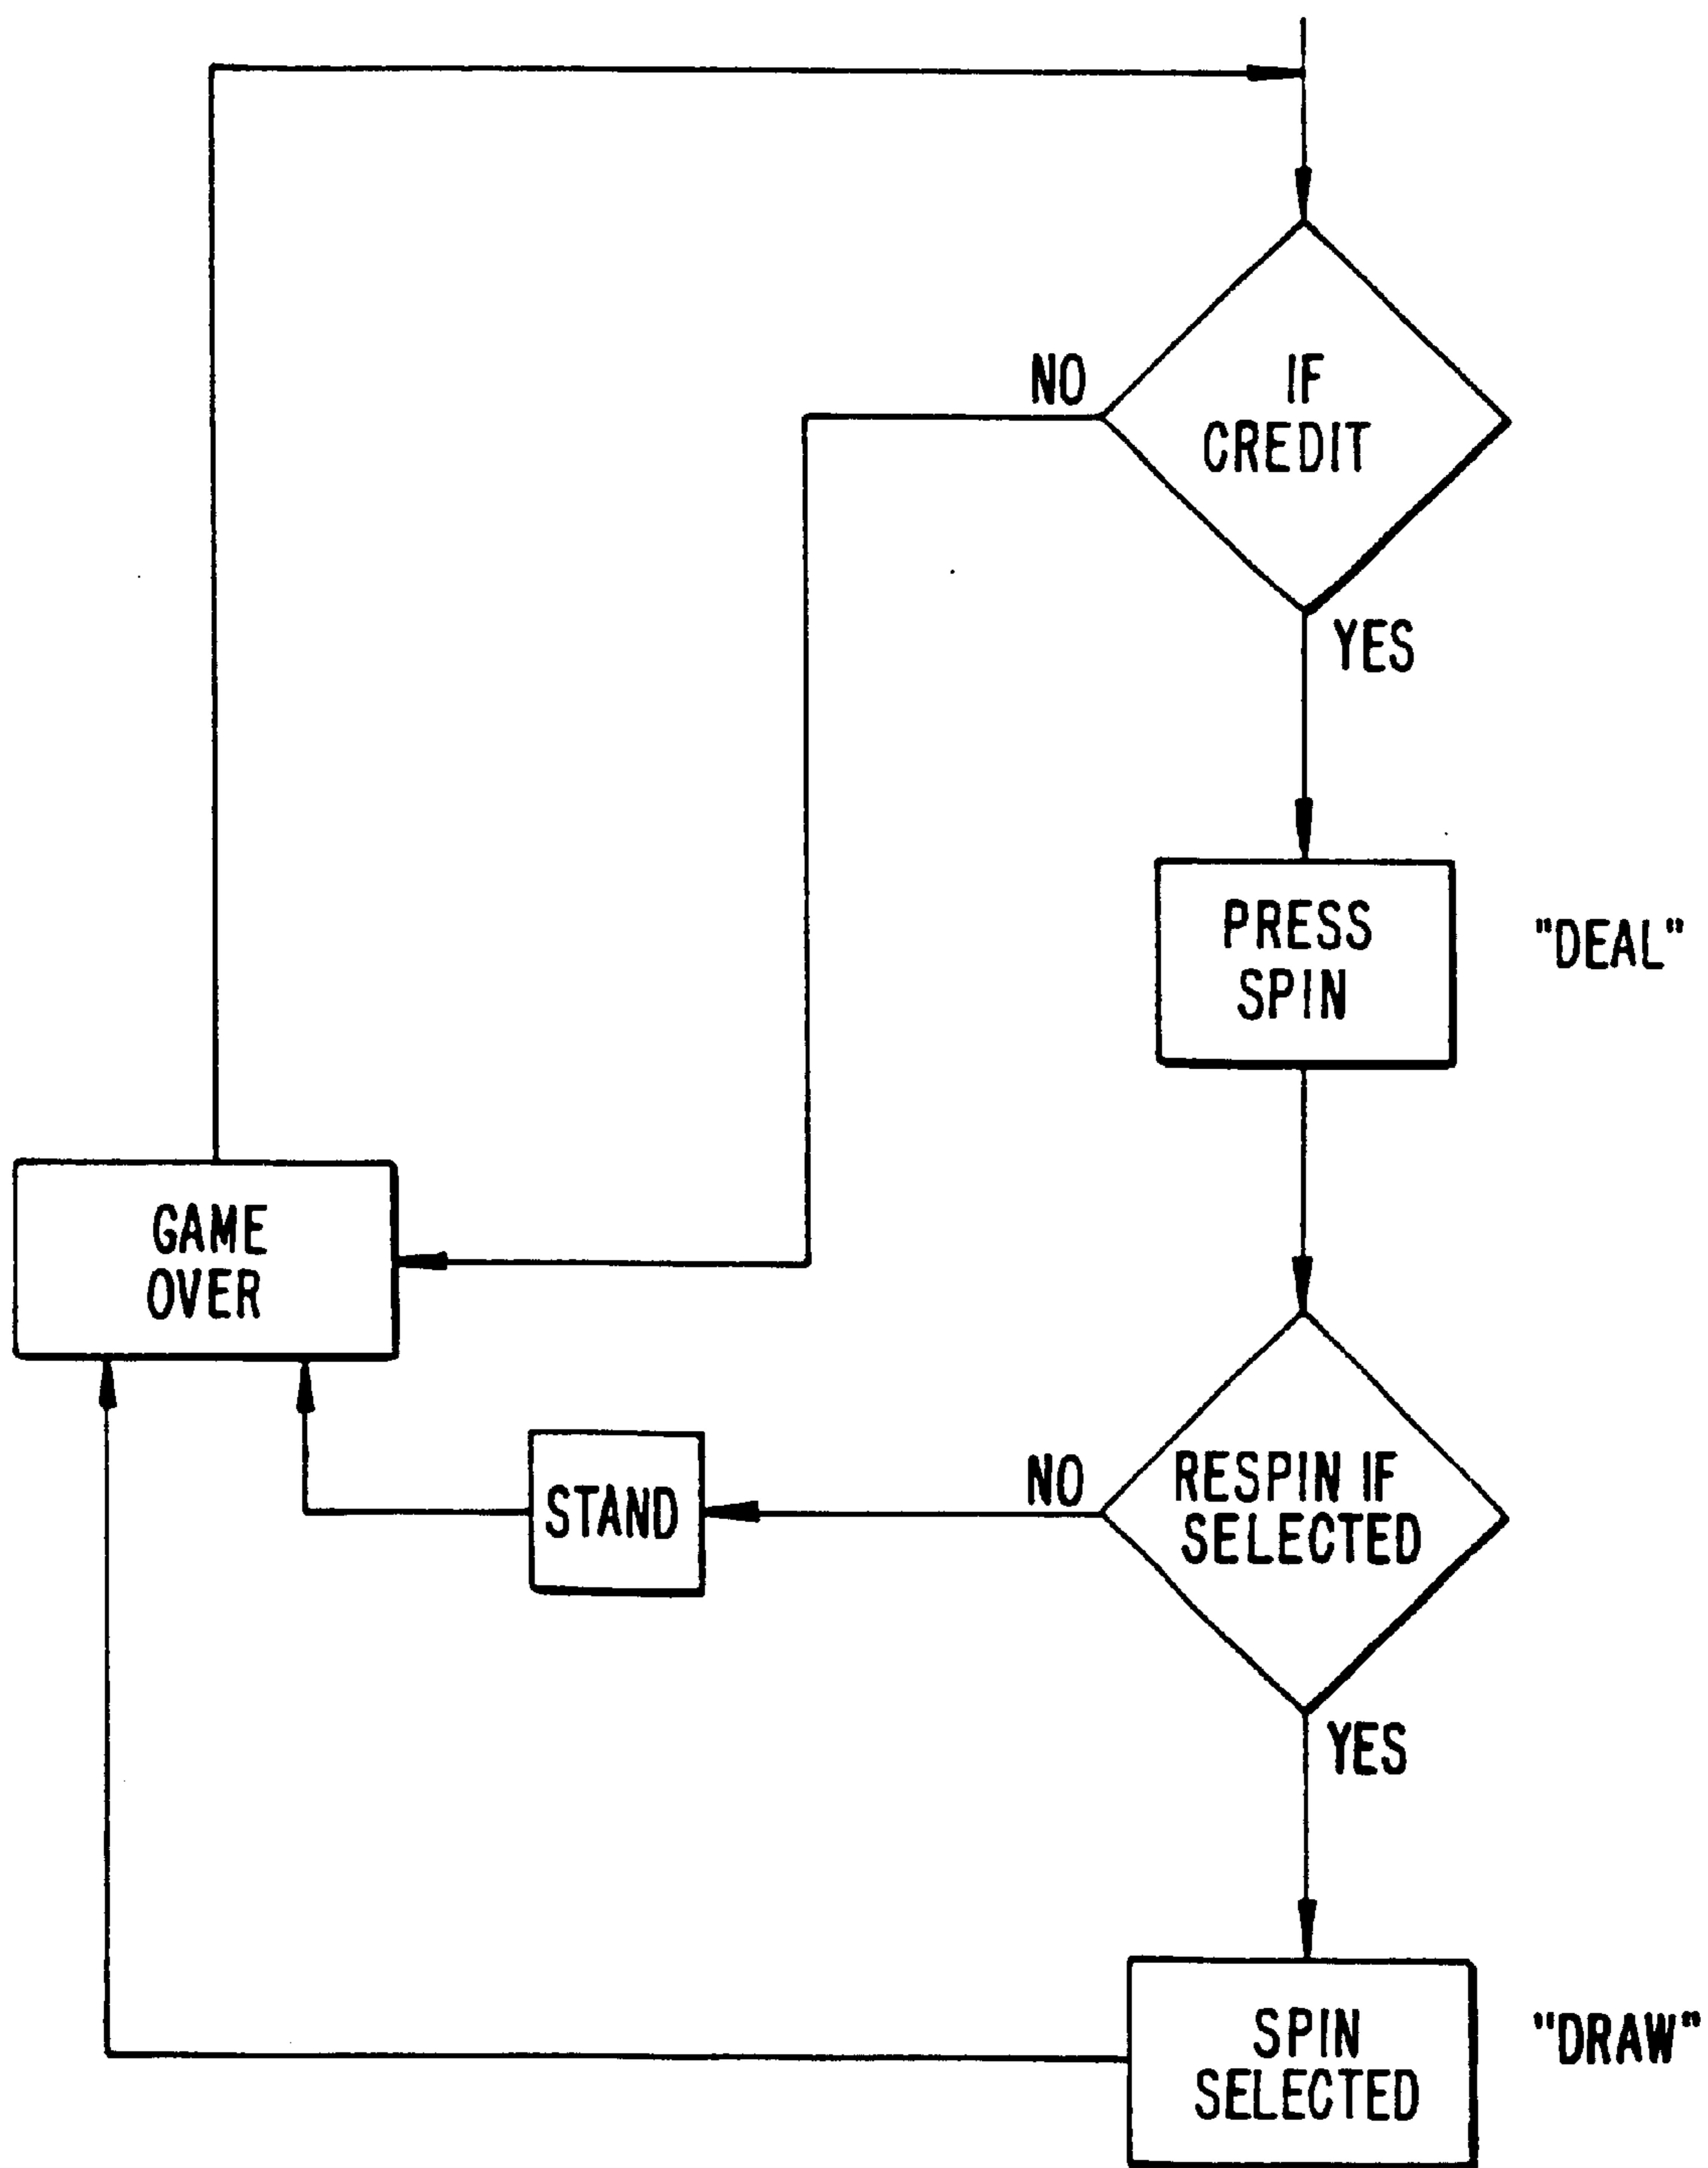 NO
IF
CREDIT
YES
PRESS
SPIN
"DEAL"
GAME
OVER
STAND
NO
RESPIN IF
SELECTED
YES
SPIN
SELECTED
"DRAW"